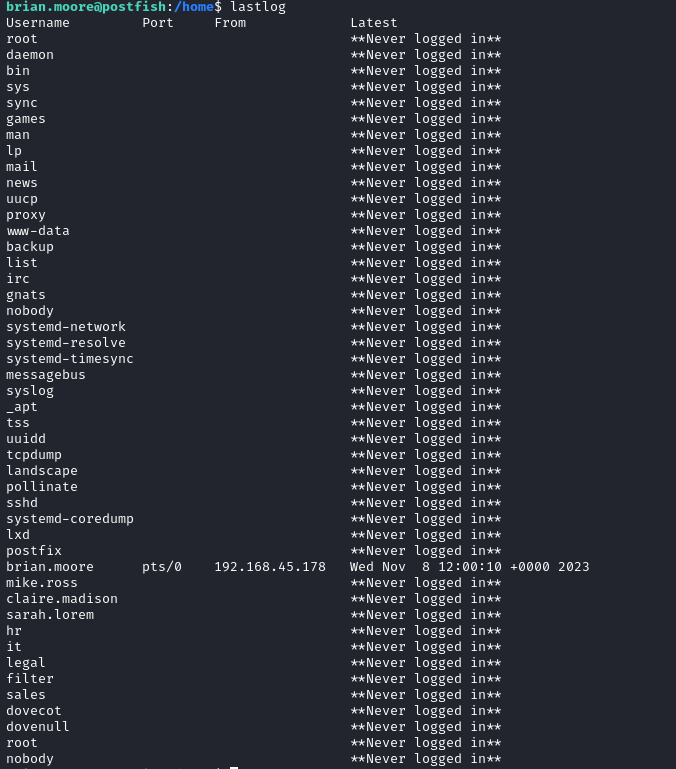 brian.moore@postfish:/home$ lastlog
Username         Port     From             Latest
root                                       **Never logged in**
daemon                                     **Never logged in**
bin                                        **Never logged in**
sys                                        **Never logged in**
sync                                       **Never logged in**
games                                      **Never logged in**
man                                        **Never logged in**
lp                                         **Never logged in**
mail                                       **Never logged in**
news                                       **Never logged in**
uucp                                       **Never logged in**
proxy                                      **Never logged in**
www-data                                   **Never logged in**
backup                                     **Never logged in**
list                                       **Never logged in**
irc                                        **Never logged in**
gnats                                      **Never logged in**
nobody                                     **Never logged in**
systemd-network                            **Never logged in**
systemd-resolve                            **Never logged in**
systemd-timesync                           **Never logged in**
messagebus                                 **Never logged in**
syslog                                     **Never logged in**
_apt                                       **Never logged in**
tss                                        **Never logged in**
uuidd                                      **Never logged in**
tcpdump                                    **Never logged in**
landscape                                  **Never logged in**
pollinate                                  **Never logged in**
sshd                                       **Never logged in**
systemd-coredump                           **Never logged in**
lxd                                        **Never logged in**
postfix                                    **Never logged in**
brian.moore      pts/0    192.168.45.178   Wed Nov  8 12:00:10 +0000 2023
mike.ross                                  **Never logged in**
claire.madison                             **Never logged in**
sarah.lorem                                **Never logged in**
hr                                         **Never logged in**
it                                         **Never logged in**
legal                                      **Never logged in**
filter                                     **Never logged in**
sales                                      **Never logged in**
dovecot                                    **Never logged in**
dovenull                                   **Never logged in**
root                                       **Never logged in**
nobody                                     **Never logged in**